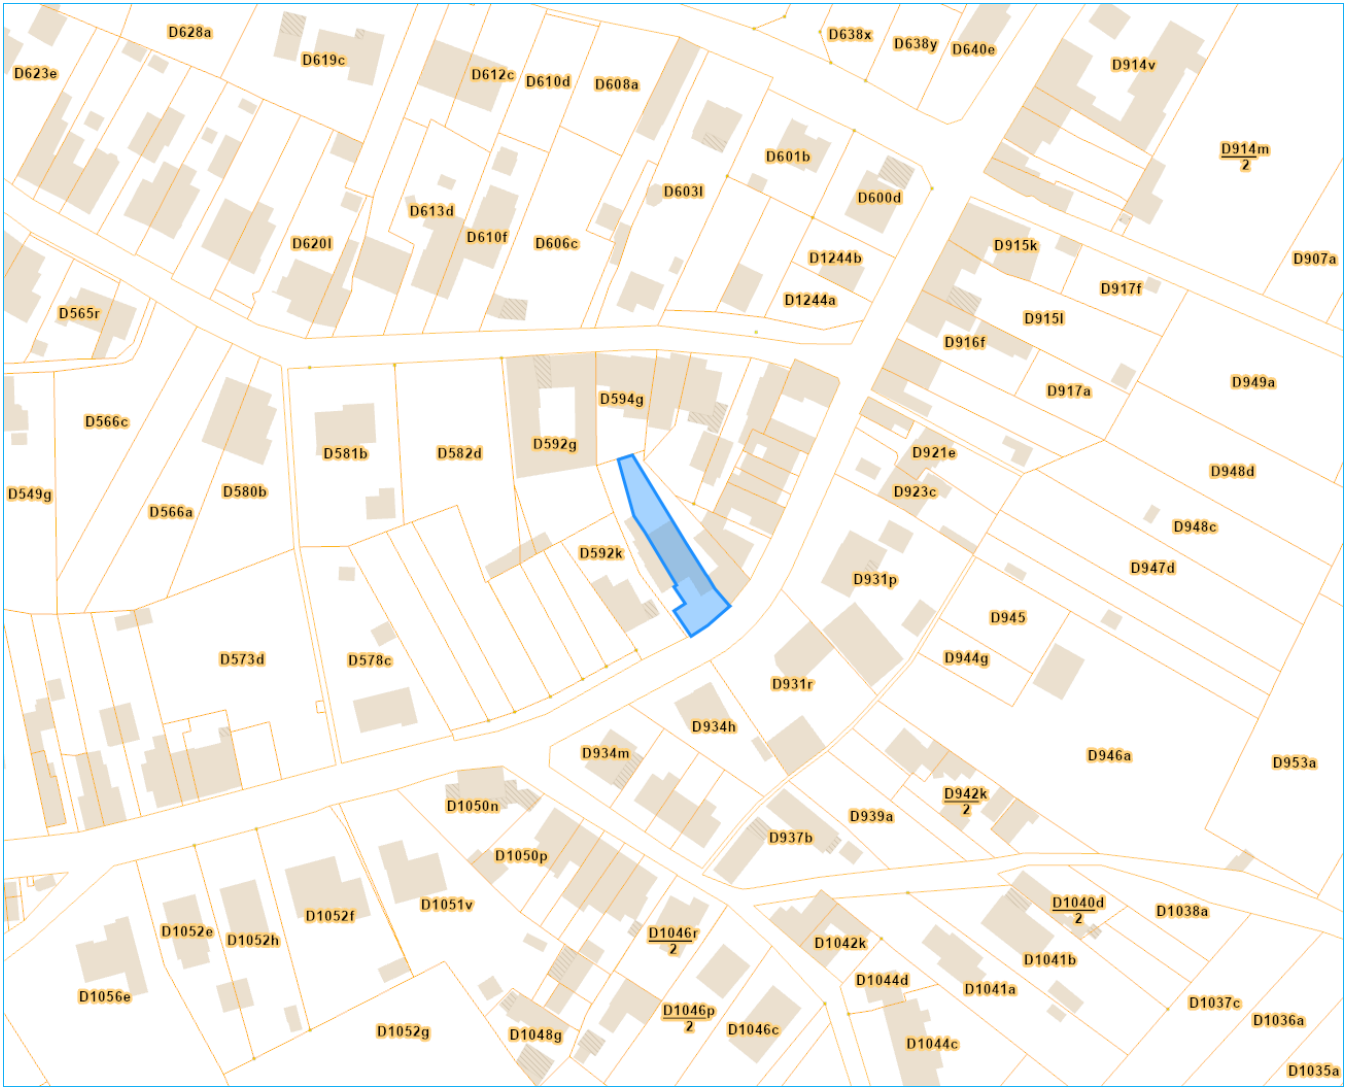 D628a
D638x
D638y
D640e
D619c
D914v
D623e
D612c
D610d
D608a
D914m
2
D601b
D603l
D600d
D613d
D610f
D606c
D620l
D915k
D1244b
D907a
D917f
D1244a
D565r
D915l
D916f
D949a
D917a
D594g
D566c
D592g
D581b
D582d
D921e
D948d
D549g
D580b
D923c
D566a
D948c
D592k
D947d
D931p
D945
D573d
D578c
D944g
D931r
D934h
D934m
D946a
D953a
D942k
2
D1050n
D939a
D937b
D1050p
D1051v
D1040d
2
D1038a
D1052f
D1052e
D1052h
D1046r
2
D1042k
D1041b
D1044d
D1041a
D1056e
D1037c
D1046p
2
D1036a
D1052g
D1048g
D1046c
D1044c
D1035a